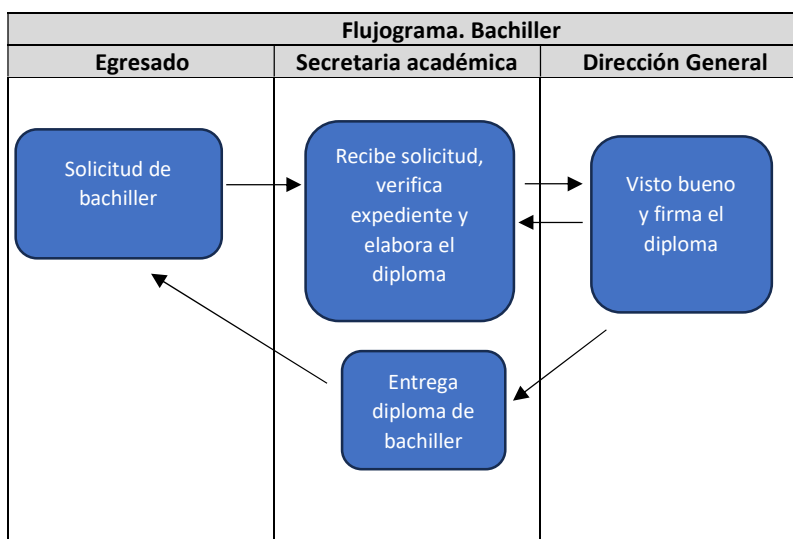 Flujograma. Bachiller
Egresado
Secretaria académica
Dirección General
Solicitud de
bachiller
Recibe solicitud,
verifica
expediente y
elabora el
diploma
Visto bueno
y firma el
diploma
Entrega
diploma de
bachiller